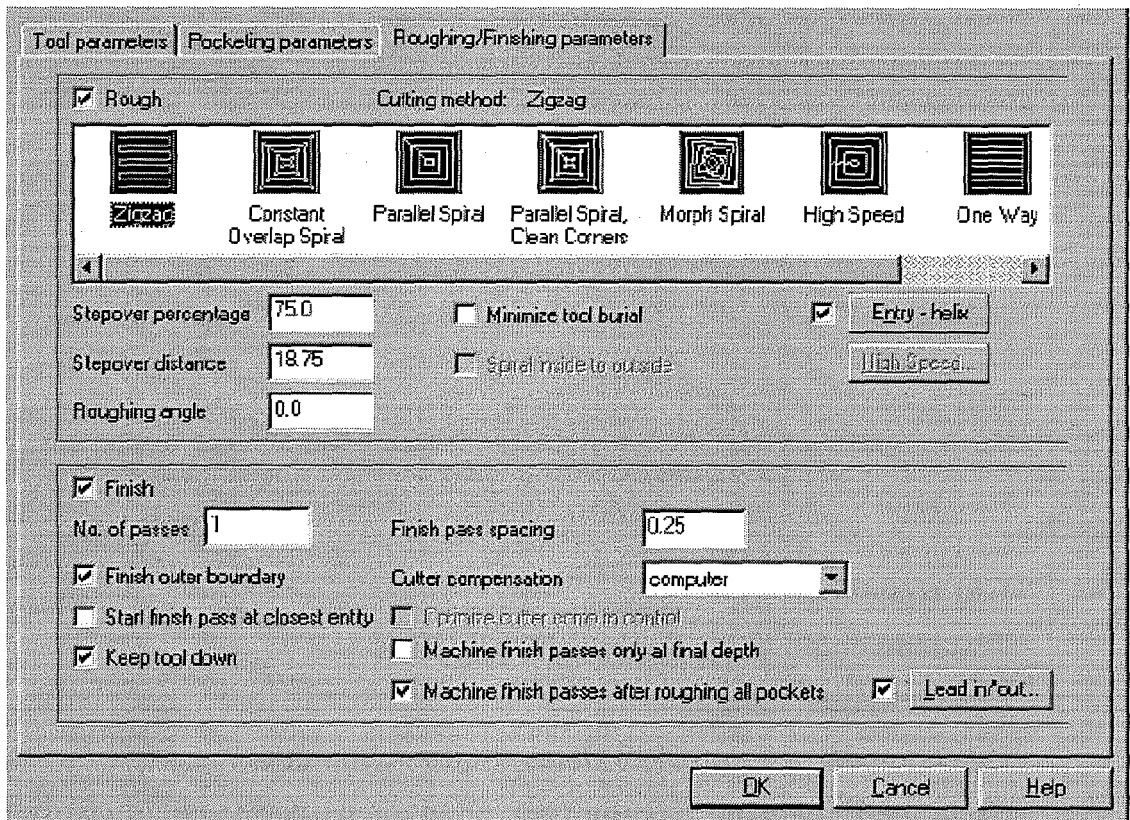 Tool parameters
Pocketing parameters
Roughing/Finishing parameters
Rough
Cutting method: Zigzag
Zigzag
Constant Overlap Spiral
Parallel Spiral
Parallel Spiral, Clean Corners
Morph Spiral
High Speed
One Way
Stepover percentage 75.0
Minimize tool burial
Entry - helix
Stepover distance 18.75
Spiral inside to outside
High Speed...
Roughing angle 0.0
Finish
No. of passes 1
Finish pass spacing 0.25
Finish outer boundary
Cutter compensation computer
Start finish pass at closest entity
Optimize cutter comp in control
Keep tool down
Machine finish passes only at final depth
Machine finish passes after roughing all pockets
Lead in/out...
OK
Cancel
Help